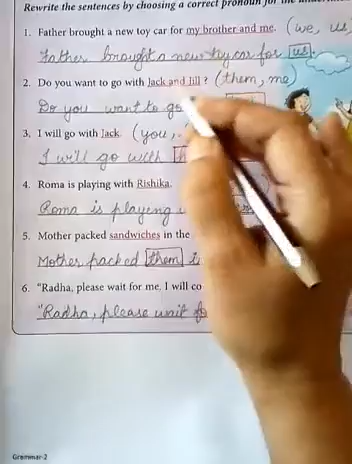 Rewrite the sentences by choosing a correct pronoun for the
1. Father brought a new toy car for my brother and me. (we, us,
Father brought a new toy car for us.
2. Do you want to go with Jack and Jill? (them, me)
Do you want to go
3. I will go with Jack. (you,
I will go with
4. Roma is playing with Rishika.
Roma is playing
5. Mother packed sandwiches in the
Mother packed them
6. "Radha, please wait for me. I will co
"Radha, please wait fo
Grammar-2